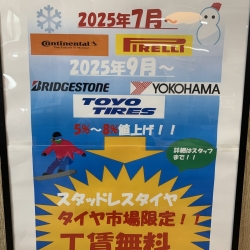 2025年7月～
Continental
PIRELLI
2025年9月～
BRIDGESTONE YOKOHAMA
TOYO TIRES
5%～8%値上げ！！
詳細はスタッフ
まで！！
スタッドレスタイヤ
タイヤ市場限定！
工賃無料